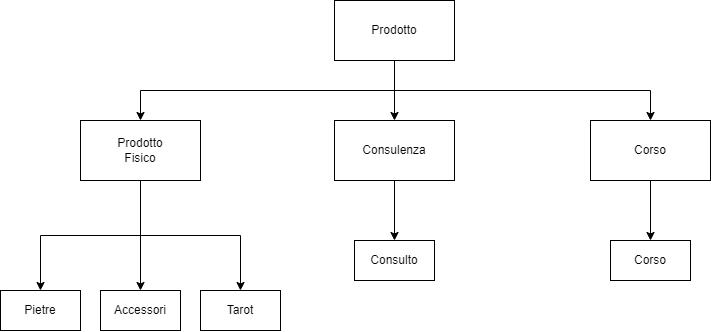 Prodotto
Prodotto
Fisico
Consulenza
Corso
Consulto
Corso
Pietre
Accessori
Tarot